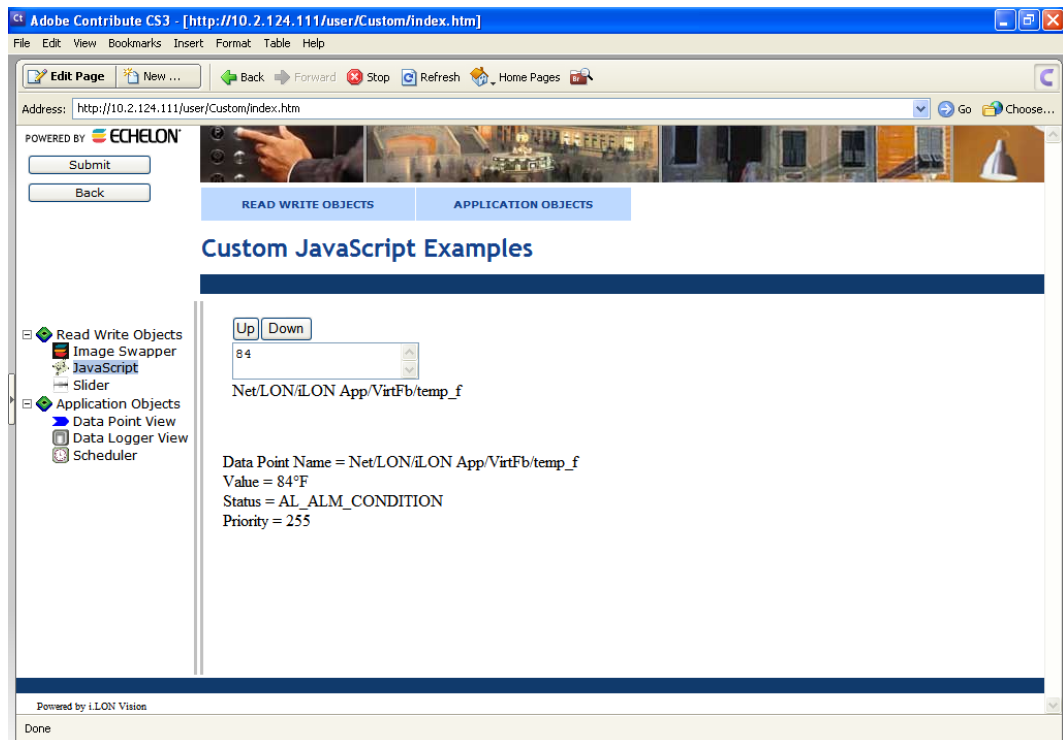 Adobe Contribute CS3 - [http://10.2.124.111/user/Custom/index.htm]
File Edit View Bookmarks Insert Format Table Help
Edit Page New ... Back Forward Stop Refresh Home Pages
Address: http://10.2.124.111/user/Custom/index.htm Go Choose...
POWERED BY ECHELON
Submit
Back
READ WRITE OBJECTS APPLICATION OBJECTS
Custom JavaScript Examples
Read Write Objects
Image Swapper
JavaScript
Slider
Application Objects
Data Point View
Data Logger View
Scheduler
Up Down
84
Net/LON/iLON App/VirtFb/temp_f
Data Point Name = Net/LON/iLON App/VirtFb/temp_f
Value = 84°F
Status = AL_ALM_CONDITION
Priority = 255
Powered by i.LON Vision
Done